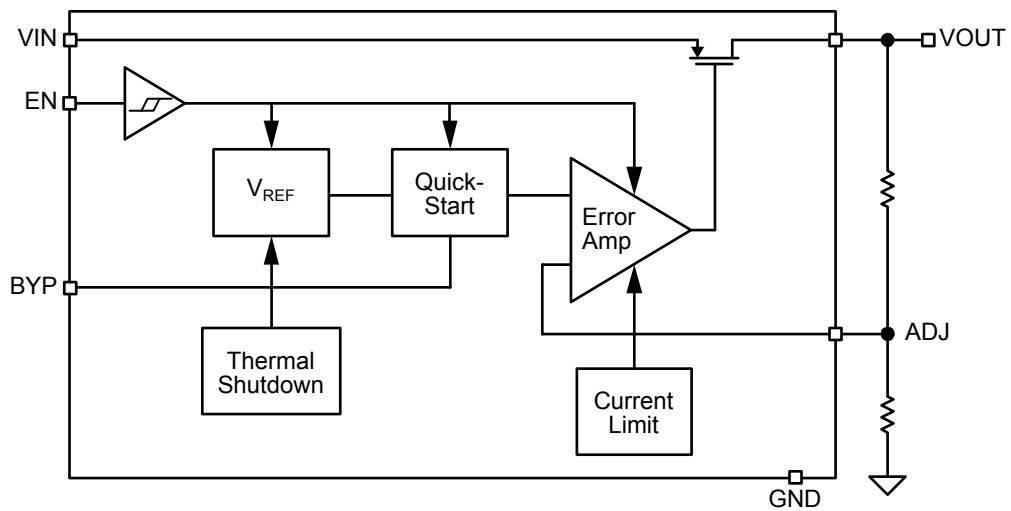 VIN
VOUT
EN
VREF
Quick-
Start
Error
Amp
BYP
ADJ
Thermal
Shutdown
Current
Limit
GND